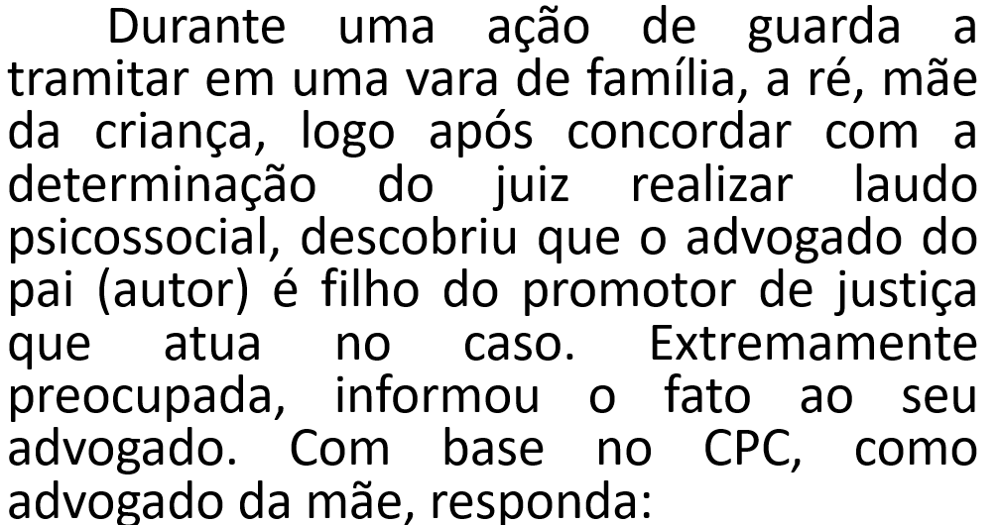 Durante uma ação de guarda a
tramitar em uma vara de família, a ré, mãe
da criança, logo após concordar com a
determinação do juiz realizar laudo
psicossocial, descobriu que o advogado do
pai (autor) é filho do promotor de justiça
que atua no caso. Extremamente
preocupada, informou o fato ao seu
advogado. Com base no CPC, como
advogado da mãe, responda: